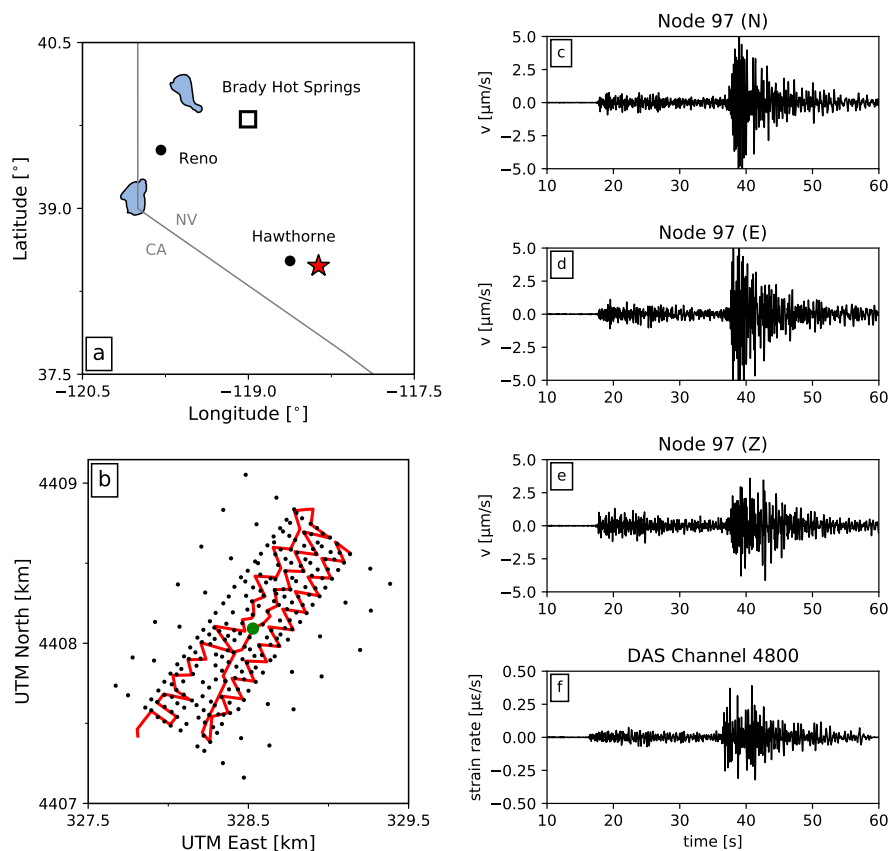 40.5
39.0
37.5
Latitude [°]
Brady Hot Springs
Reno
NV
CA
Hawthorne
a
−120.5
−119.0
−117.5
Longitude [°]
b
4409
4408
4407
UTM North [km]
327.5
328.5
329.5
UTM East [km]
Node 97 (N)
c
5.0
2.5
0.0
−2.5
−5.0
v [μm/s]
10 20 30 40 50 60
Node 97 (E)
d
5.0
2.5
0.0
−2.5
−5.0
v [μm/s]
10 20 30 40 50 60
Node 97 (Z)
e
5.0
2.5
0.0
−2.5
−5.0
v [μm/s]
10 20 30 40 50 60
DAS Channel 4800
f
0.50
0.25
0.00
−0.25
−0.50
strain rate [με/s]
10 20 30 40 50 60
time [s]